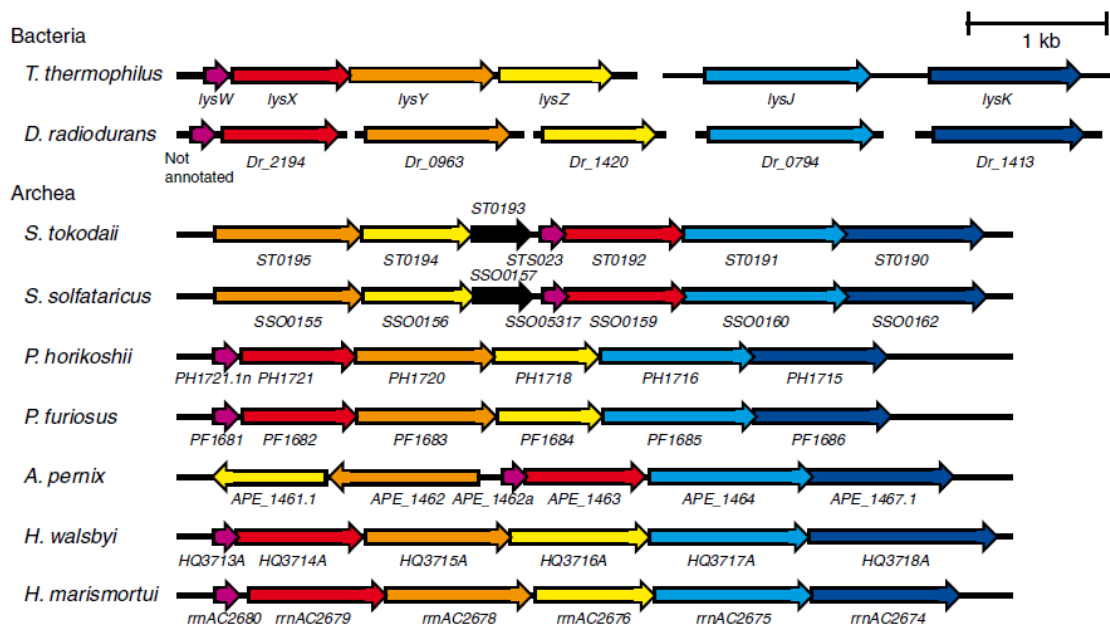 Bacteria
1 kb
T. thermophilus
lysW lysX lysY lysZ lysJ lysK
D. radiodurans
Not annotated Dr_2194 Dr_0963 Dr_1420 Dr_0794 Dr_1413
Archea
ST0193
S. tokodaii
ST0195 ST0194 STS023 ST0192 ST0191 ST0190
SSO0157
S. solfataricus
SSO0155 SSO0156 SSO05317 SSO0159 SSO0160 SSO0162
P. horikoshii
PH1721.1n PH1721 PH1720 PH1718 PH1716 PH1715
P. furiosus
PF1681 PF1682 PF1683 PF1684 PF1685 PF1686
A. pernix
APE_1461.1 APE_1462 APE_1462a APE_1463 APE_1464 APE_1467.1
H. walsbyi
HQ3713A HQ3714A HQ3715A HQ3716A HQ3717A HQ3718A
H. marismortui
rrnAC2680 rrnAC2679 rrnAC2678 rrnAC2676 rrnAC2675 rrnAC2674